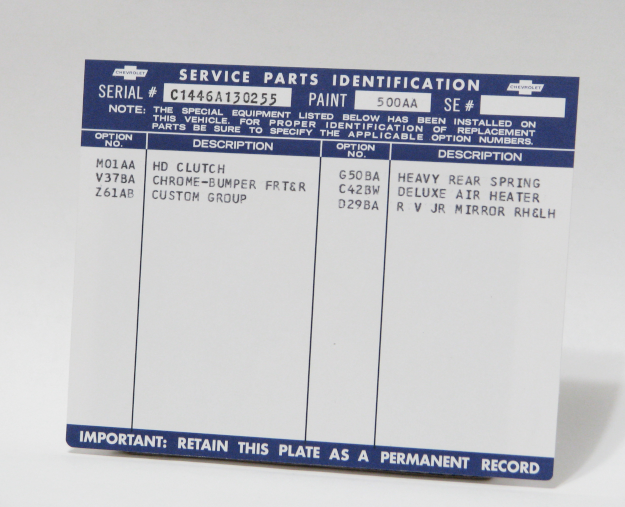 CHEVROLET SERVICE PARTS IDENTIFICATION CHEVROLET
SERIAL # C1446A130255 PAINT 500AA SE #
NOTE: THE SPECIAL EQUIPMENT LISTED BELOW HAS BEEN INSTALLED ON
THIS VEHICLE. FOR PROPER IDENTIFICATION OF REPLACEMENT
PARTS BE SURE TO SPECIFY THE APPLICABLE OPTION NUMBERS.
OPTION NO. DESCRIPTION OPTION NO. DESCRIPTION
M01AA HD CLUTCH
V37BA CHROME-BUMPER FRT&R
Z61AB CUSTOM GROUP
G50BA HEAVY REAR SPRING
C42BW DELUXE AIR HEATER
D29BA R V JR MIRROR RH&LH
IMPORTANT: RETAIN THIS PLATE AS A PERMANENT RECORD